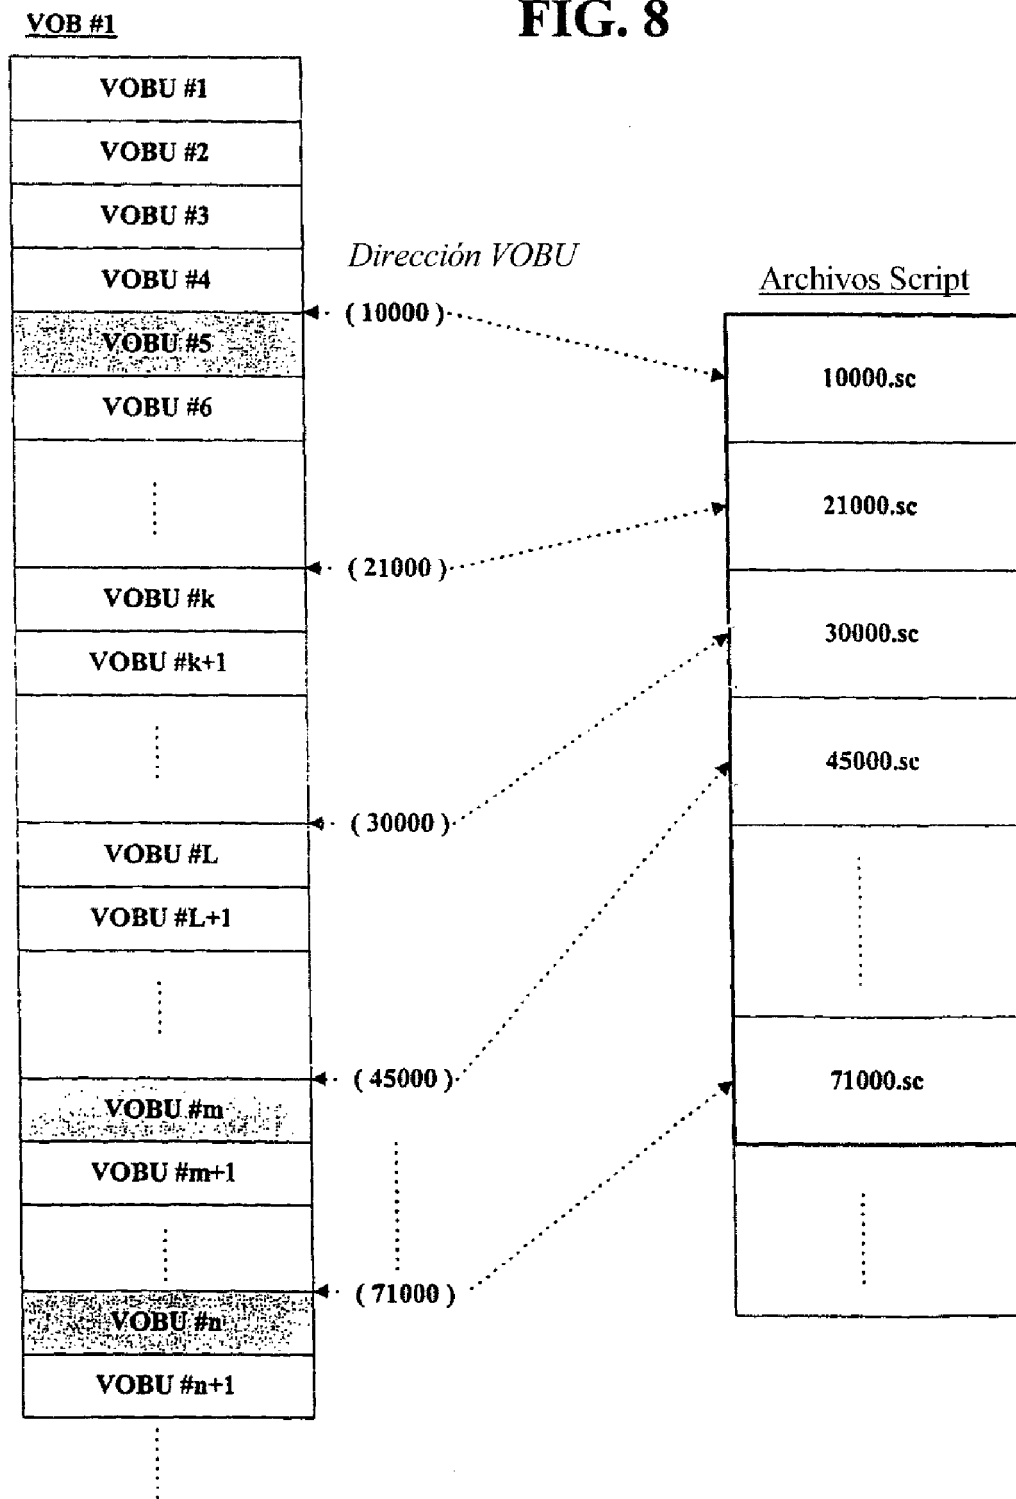 FIG. 8
VOB #1
VOBU #1
VOBU #2
VOBU #3
VOBU #4
VOBU #5
VOBU #6
VOBU #k
VOBU #k+1
VOBU #L
VOBU #L+1
VOBU #m
VOBU #m+1
VOBU #n
VOBU #n+1
Dirección VOBU
( 10000 )
( 21000 )
( 30000 )
( 45000 )
( 71000 )
Archivos Script
10000.sc
21000.sc
30000.sc
45000.sc
71000.sc